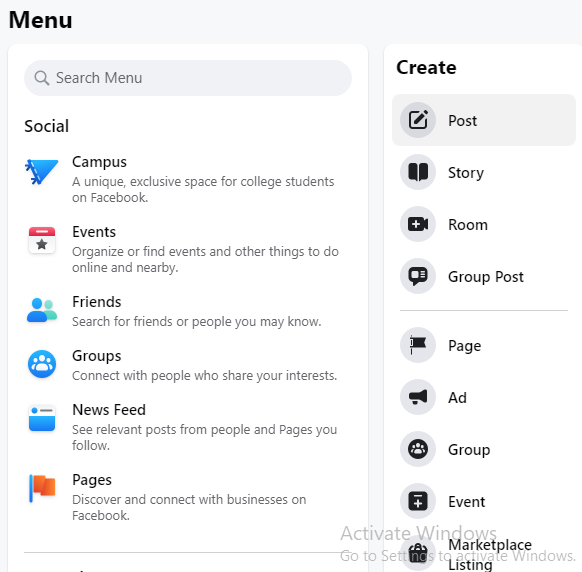 Menu
Search Menu
Social
Campus
A unique, exclusive space for college students
on Facebook.
Events
Organize or find events and other things to do
online and nearby.
Friends
Search for friends or people you may know.
Groups
Connect with people who share your interests.
News Feed
See relevant posts from people and Pages you
follow.
Pages
Discover and connect with businesses on
Facebook.
Create
Post
Story
Room
Group Post
Page
Ad
Group
Event
Marketplace
Listing
Activate Windows
Go to Settings to activate Windows.